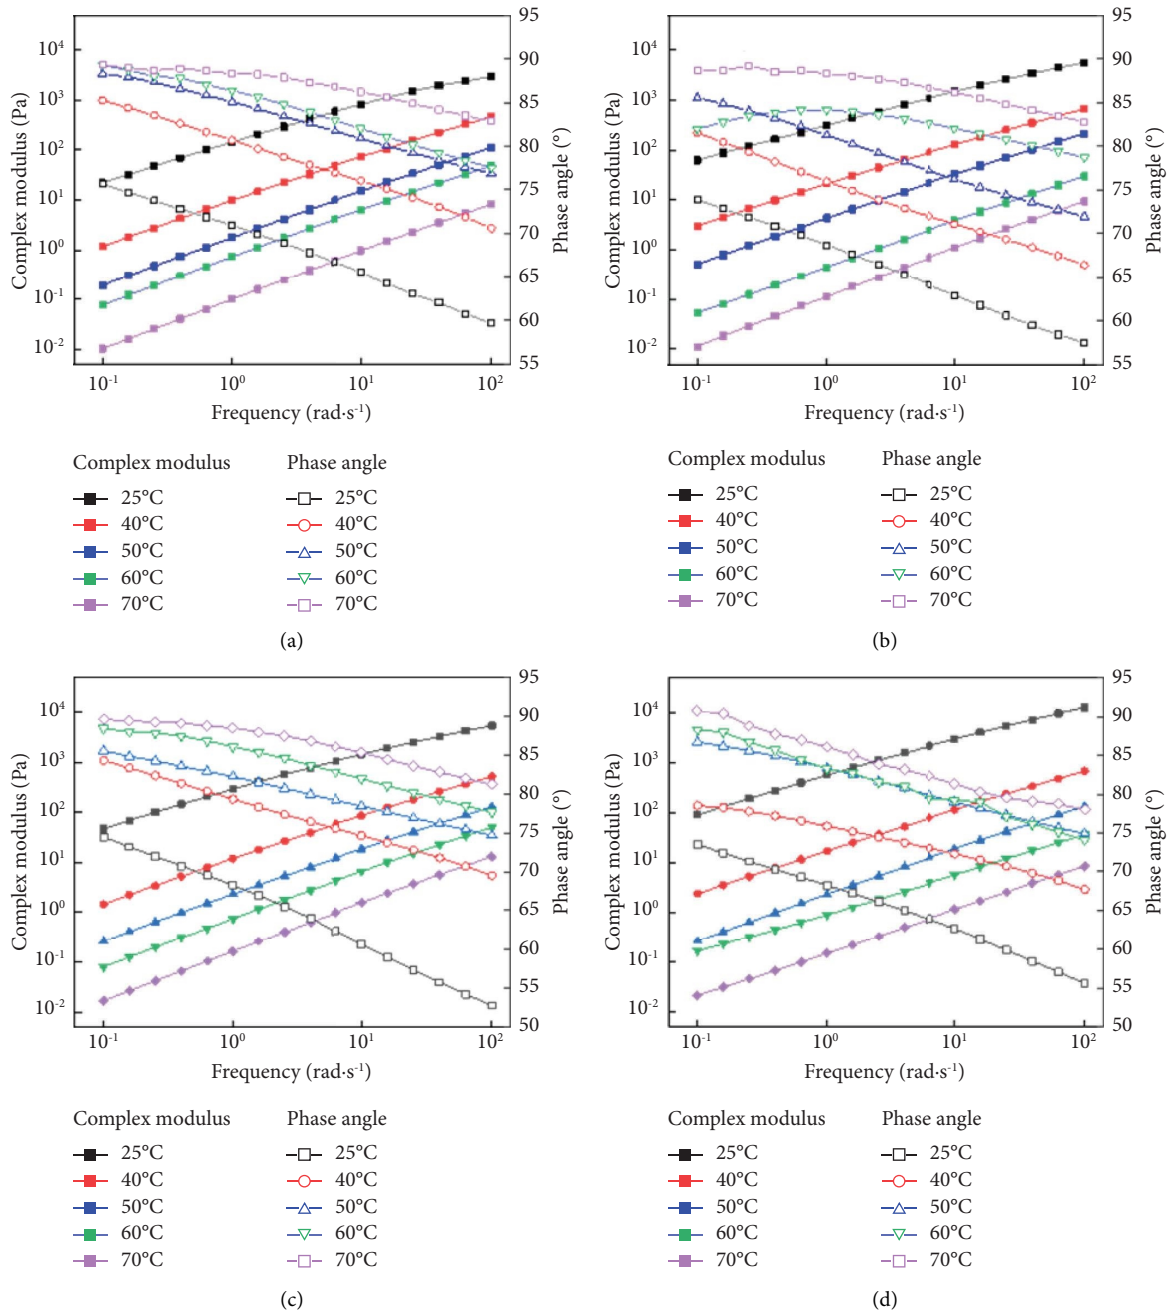 Complex modulus (Pa)
10⁴
10³
10²
10¹
10⁰
10⁻¹
10⁻²
95
90
85
80
75
70
65
60
55
Phase angle (°)
10⁻¹ 10⁰ 10¹ 10²
Frequency (rad·s⁻¹)
Complex modulus Phase angle
25°C 25°C
40°C 40°C
50°C 50°C
60°C 60°C
70°C 70°C
(a)
Complex modulus (Pa)
10⁴
10³
10²
10¹
10⁰
10⁻¹
10⁻²
95
90
85
80
75
70
65
60
55
Phase angle (°)
10⁻¹ 10⁰ 10¹ 10²
Frequency (rad·s⁻¹)
Complex modulus Phase angle
25°C 25°C
40°C 40°C
50°C 50°C
60°C 60°C
70°C 70°C
(b)
Complex modulus (Pa)
10⁴
10³
10²
10¹
10⁰
10⁻¹
10⁻²
95
90
85
80
75
70
65
60
55
50
Phase angle (°)
10⁻¹ 10⁰ 10¹ 10²
Frequency (rad·s⁻¹)
Complex modulus Phase angle
25°C 25°C
40°C 40°C
50°C 50°C
60°C 60°C
70°C 70°C
(c)
Complex modulus (Pa)
10⁴
10³
10²
10¹
10⁰
10⁻¹
10⁻²
95
90
85
80
75
70
65
60
55
50
Phase angle (°)
10⁻¹ 10⁰ 10¹ 10²
Frequency (rad·s⁻¹)
Complex modulus Phase angle
25°C 25°C
40°C 40°C
50°C 50°C
60°C 60°C
70°C 70°C
(d)